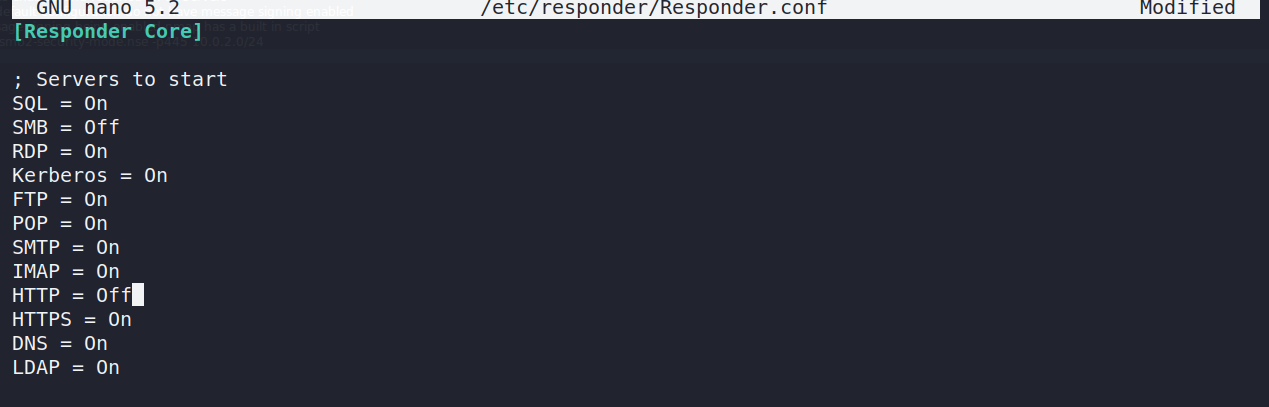 GNU nano 5.2 /etc/responder/Responder.conf Modified
[Responder Core]
; Servers to start
SQL = On
SMB = Off
RDP = On
Kerberos = On
FTP = On
POP = On
SMTP = On
IMAP = On
HTTP = Off
HTTPS = On
DNS = On
LDAP = On